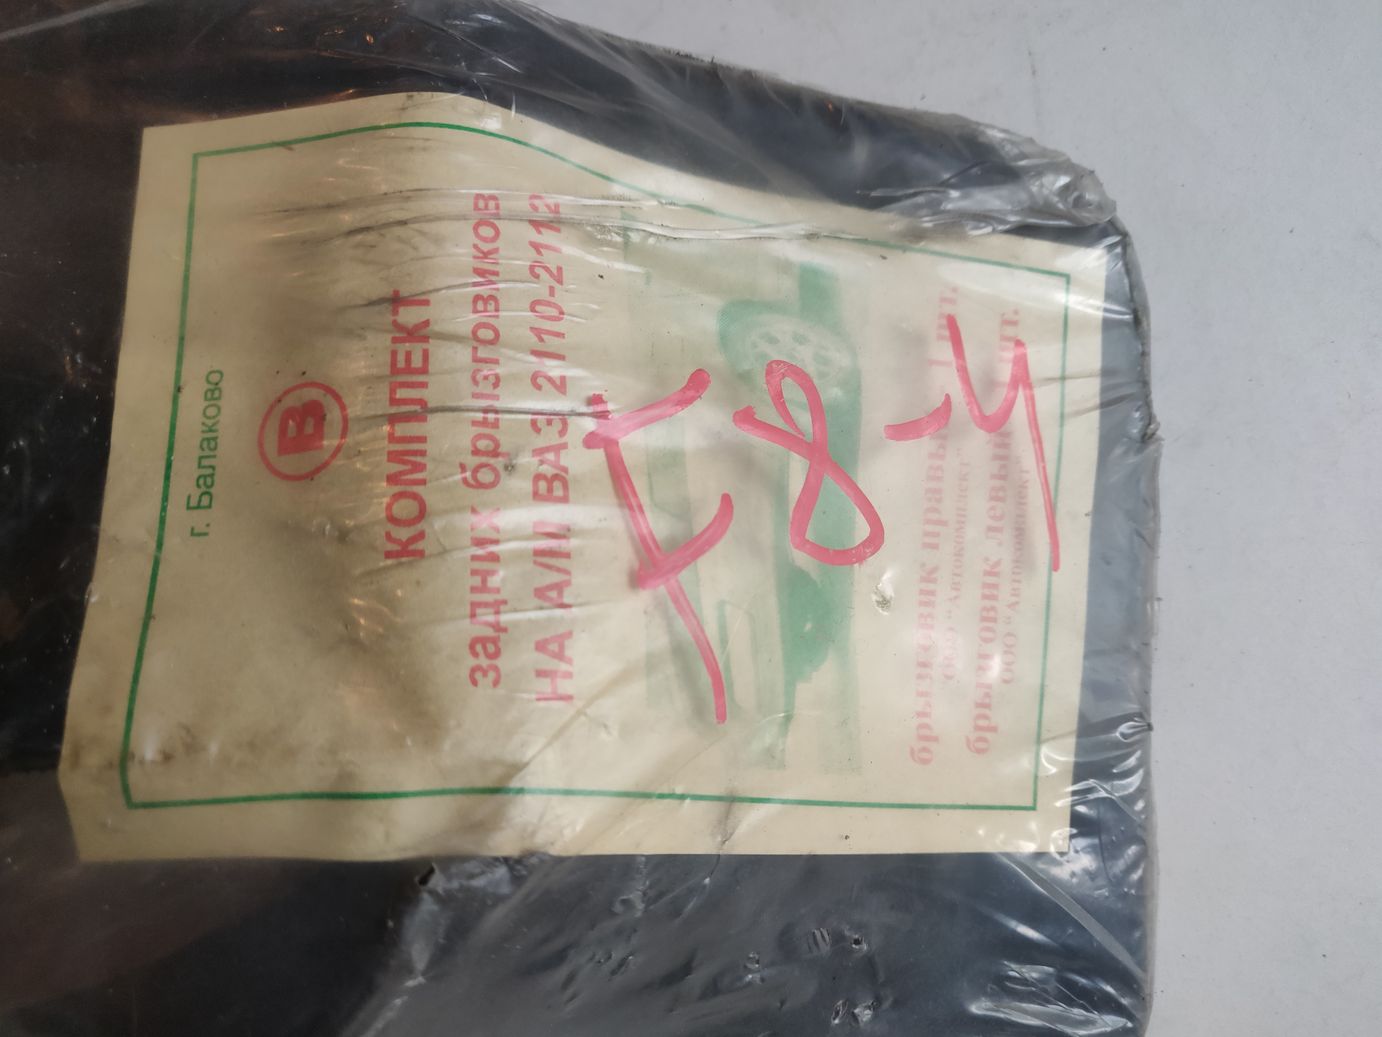 г. Балаково
В
КОМПЛЕКТ
задних брызговиков
НА А/М ВАЗ 2110-2112
F8-4
брызговик правый - 1 шт.
ООО "Автокомплект"
брызговик левый - 1 шт.
ООО "Автокомплект"